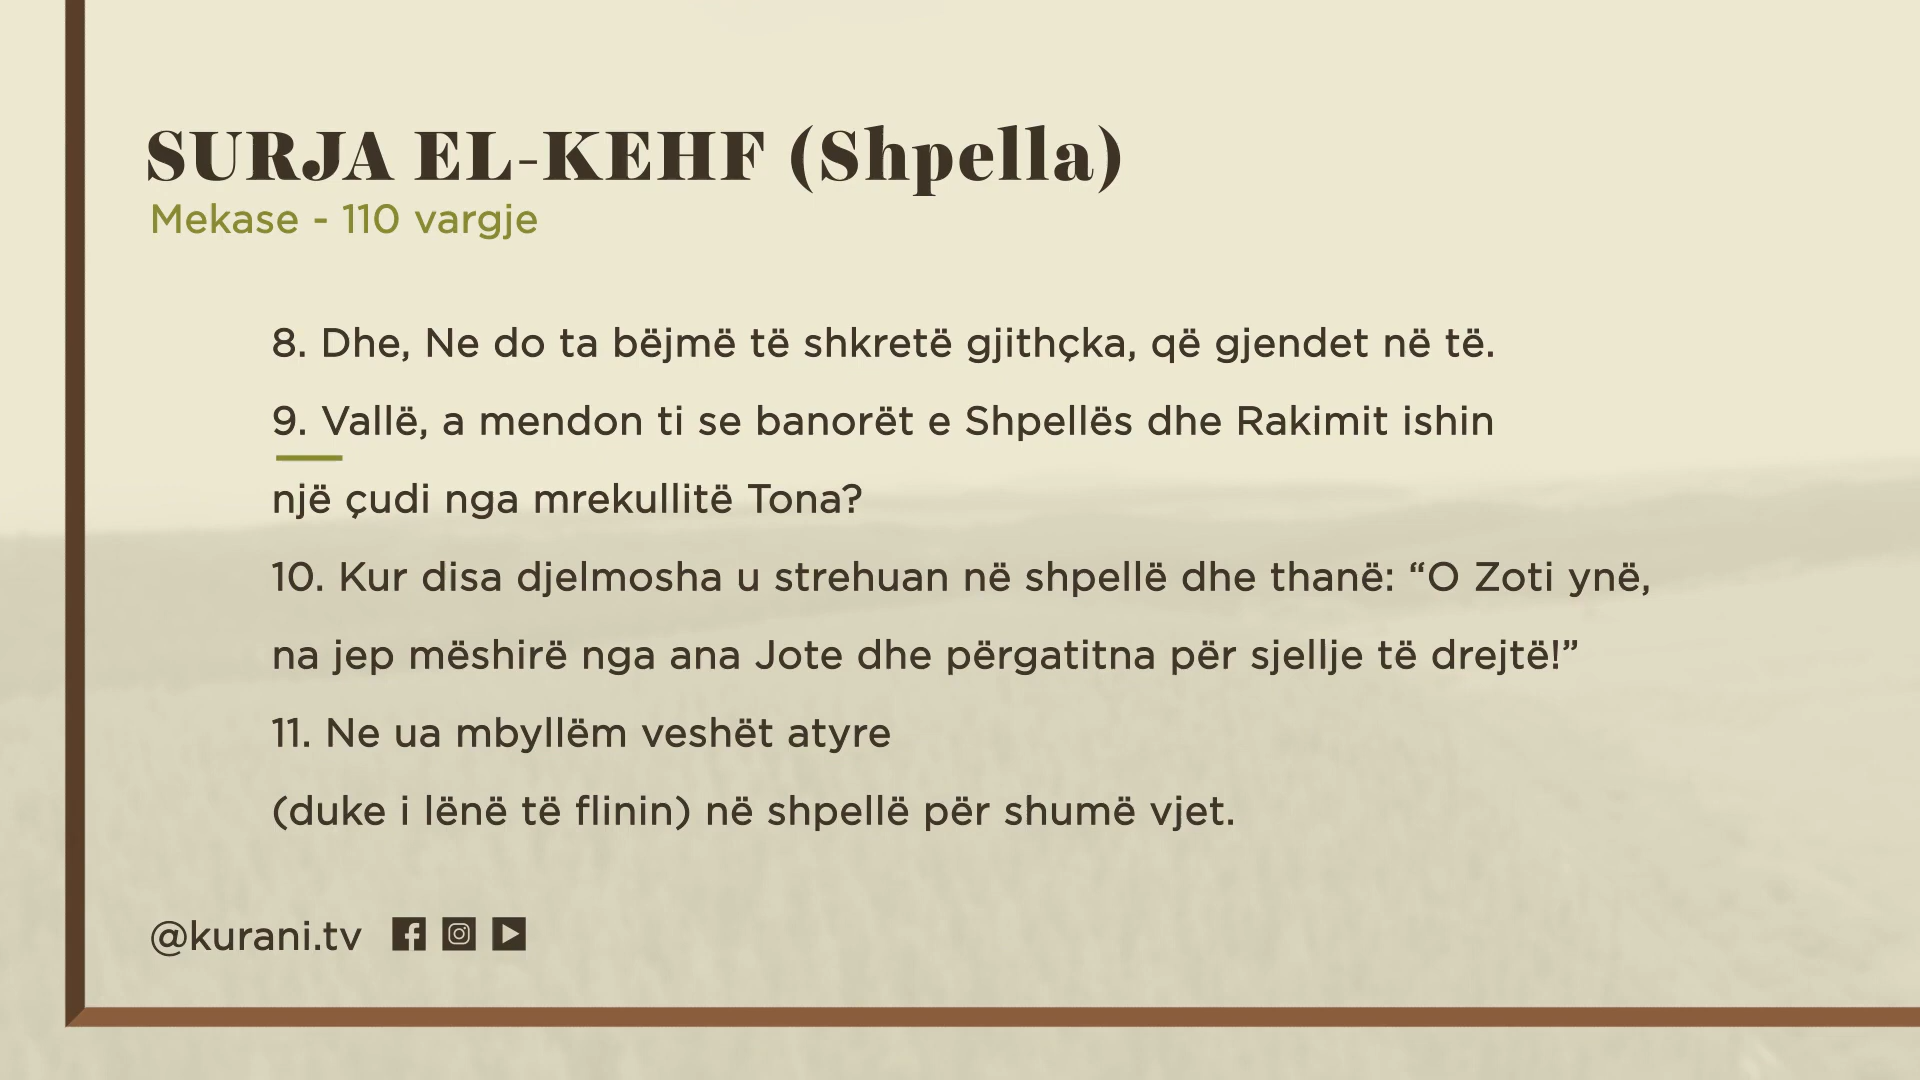 SURJA EL-KEHF (Shpella)
Mekase - 110 vargje
8. Dhe, Ne do ta bëjmë të shkretë gjithçka, që gjendet në të.
9. Vallë, a mendon ti se banorët e Shpellës dhe Rakimit ishin
një çudi nga mrekullitë Tona?
10. Kur disa djelmosha u strehuan në shpellë dhe thanë: “O Zoti ynë,
na jep mëshirë nga ana Jote dhe përgatitna për sjellje të drejtë!”
11. Ne ua mbyllëm veshët atyre
(duke i lënë të flinin) në shpellë për shumë vjet.
@kurani.tv